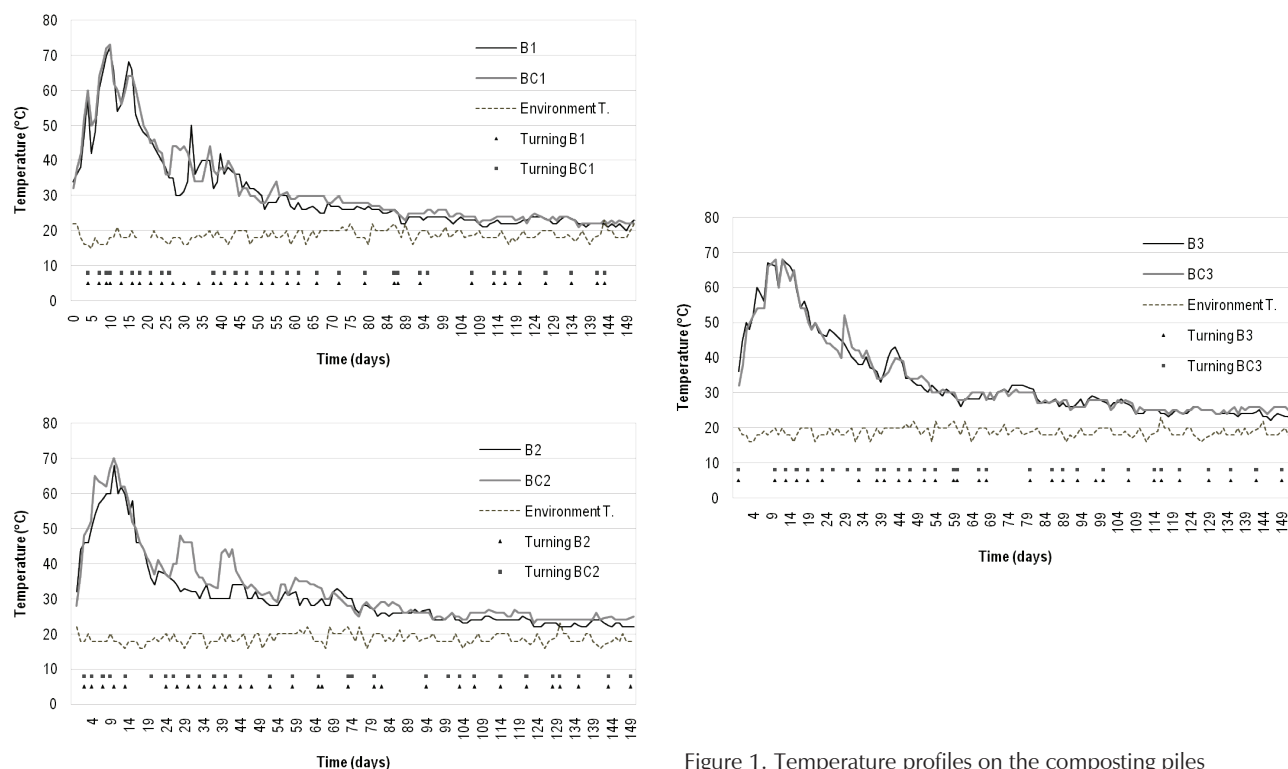 80
70
60
50
40
30
20
10
0
Temperature (°C)
B1
BC1
Environment T.
Turning B1
Turning BC1
0 5 10 15 20 25 30 35 40 45 50 55 60 65 70 75 80 84 89 94 99 104 109 114 119 124 129 134 139 144 149
Time (days)
80
70
60
50
40
30
20
10
0
Temperature (°C)
B2
BC2
Environment T.
Turning B2
Turning BC2
4 9 14 19 24 29 34 39 44 49 54 59 64 69 74 79 84 89 94 99 104 109 114 119 124 129 134 139 144 149
Time (days)
80
70
60
50
40
30
20
10
0
Temperature (°C)
B3
BC3
Environment T.
Turning B3
Turning BC3
4 9 14 19 24 29 34 39 44 49 54 59 64 69 74 79 84 89 94 99 104 109 114 119 124 129 134 139 144 149
Time (days)
Figure 1. Temperature profiles on the composting piles